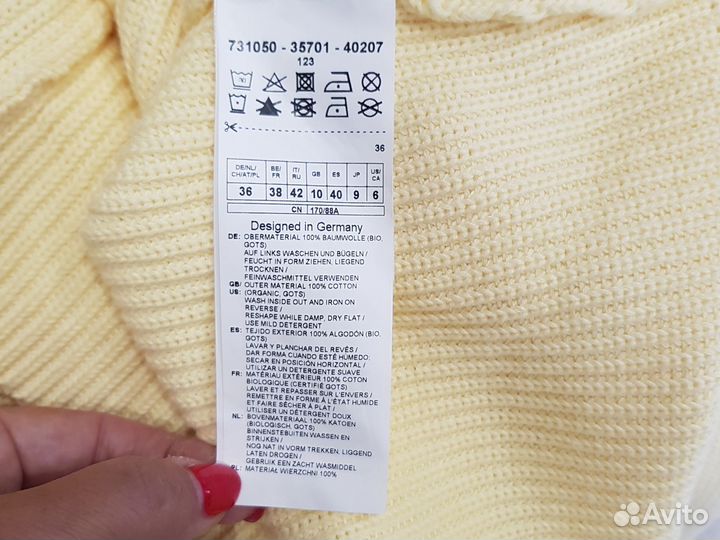 731050 - 35701 - 40207
123
36
DE/NL/ CH/AT/PL BE/ FR IT/ RU GB ES JP US/ CA
36 38 42 10 40 9 6
CN 170/88A
Designed in Germany
DE: OBERMATERIAL 100% BAUMWOLLE (BIO,
GOTS)
AUF LINKS WASCHEN UND BÜGELN /
FEUCHT IN FORM ZIEHEN, LIEGEND
TROCKNEN /
FEINWASCHMITTEL VERWENDEN
GB/ OUTER MATERIAL 100% COTTON
US: (ORGANIC, GOTS)
WASH INSIDE OUT AND IRON ON
REVERSE /
RESHAPE WHILE DAMP, DRY FLAT /
USE MILD DETERGENT
ES: TEJIDO EXTERIOR 100% ALGODÓN (BIO,
GOTS)
LAVAR Y PLANCHAR DEL REVÉS /
DAR FORMA CUANDO ESTÉ HÚMEDO;
SECAR EN POSICIÓN HORIZONTAL /
UTILIZAR UN DETERGENTE SUAVE
FR: MATÉRIAU EXTÉRIEUR 100% COTON
BIOLOGIQUE (CERTIFIÉ GOTS)
LAVER ET REPASSER SUR L'ENVERS /
REMETTRE EN FORME À L'ÉTAT HUMIDE
ET FAIRE SÉCHER À PLAT /
UTILISER UN DÉTERGENT DOUX
NL: BOVENMATERIAAL 100% KATOEN
(BIOLOGISCH, GOTS)
BINNENSTEBUITEN WASSEN EN
STRIJKEN /
NOG NAT IN VORM TREKKEN, LIGGEND
LATEN DROGEN /
GEBRUIK EEN ZACHT WASMIDDEL
PL: MATERIAŁ WIERZCHNI 100%
Avito